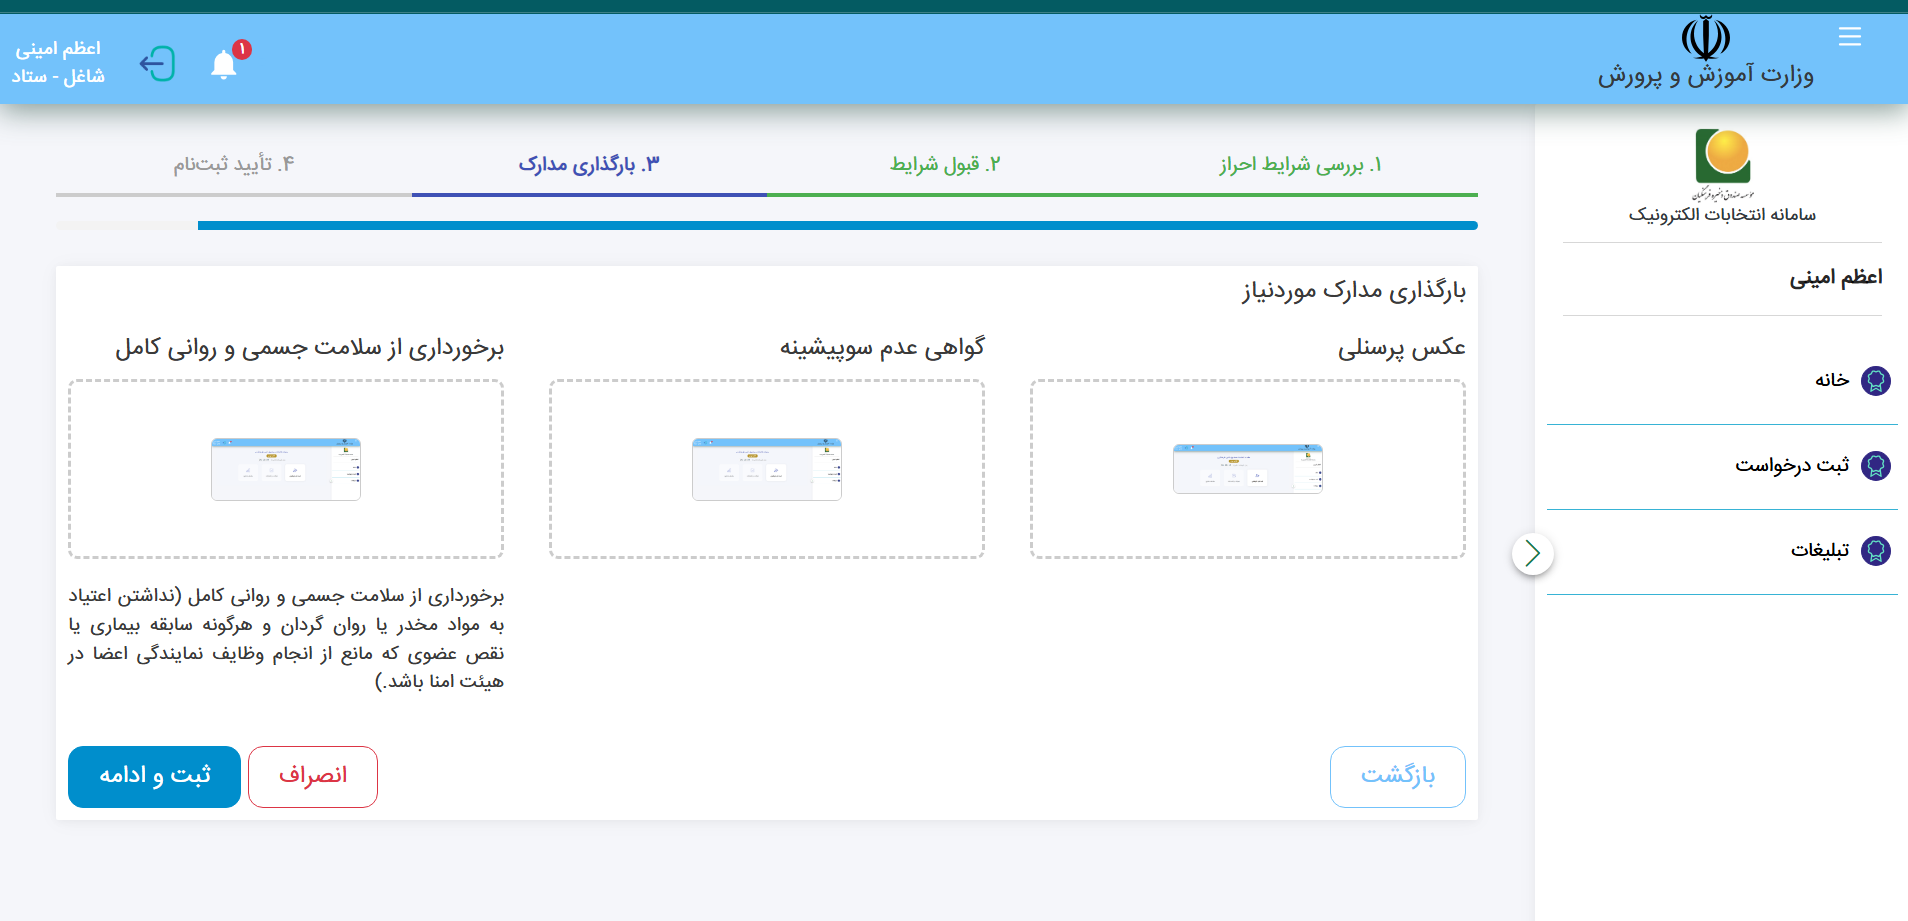 وزارت آموزش و پرورش
۱
اعظم امینی
شاغل - ستاد
موسسه صندوق ذخیره فرهنگیان
سامانه انتخابات الکترونیک
اعظم امینی
خانه
ثبت درخواست
تبلیغات
۱. بررسی شرایط احراز
۲. قبول شرایط
۳. بارگذاری مدارک
۴. تأیید ثبت‌نام
بارگذاری مدارک موردنیاز
عکس پرسنلی
گواهی عدم سوپیشینه
برخورداری از سلامت جسمی و روانی کامل
برخورداری از سلامت جسمی و روانی کامل (نداشتن اعتیاد
به مواد مخدر یا روان گردان و هرگونه سابقه بیماری یا
نقص عضوی که مانع از انجام وظایف نمایندگی اعضا در
هیئت امنا باشد.)
بازگشت
انصراف
ثبت و ادامه